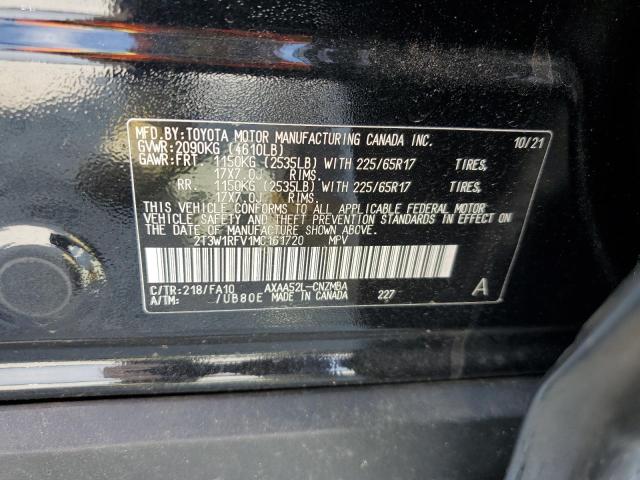 MFD.BY:TOYOTA MOTOR MANUFACTURING CANADA INC. 10/21
GVWR:2090KG (4610LB)
GAWR:FRT 1150KG (2535LB) WITH 225/65R17 TIRES,
17X7.0J RIMS.
RR. 1150KG (2535LB) WITH 225/65R17 TIRES,
17X7.0J RIMS.
THIS VEHICLE CONFORMS TO ALL APPLICABLE FEDERAL MOTOR
VEHICLE SAFETY AND THEFT PREVENTION STANDARDS IN EFFECT ON
THE DATE OF MANUFACTURE SHOWN ABOVE.
2T3W1RFV1MC161720 MPV
C/TR:218/FA10 AXAA52L-CNZMBA A
A/TM: /UB80E MADE IN CANADA 227